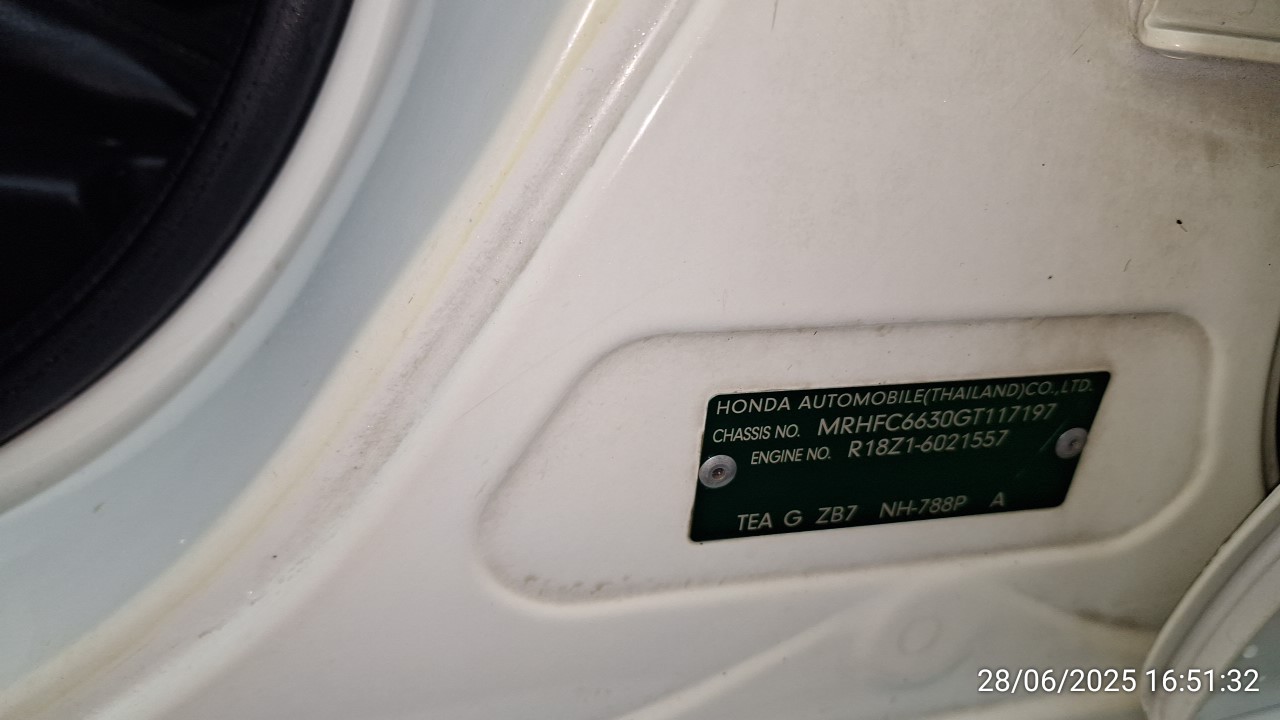 HONDA AUTOMOBILE(THAILAND)CO.,LTD.
CHASSIS NO. MRHFC6630GT117197
ENGINE NO. R18Z1-6021557
TEA G ZB7 NH-788P A
28/06/2025 16:51:32